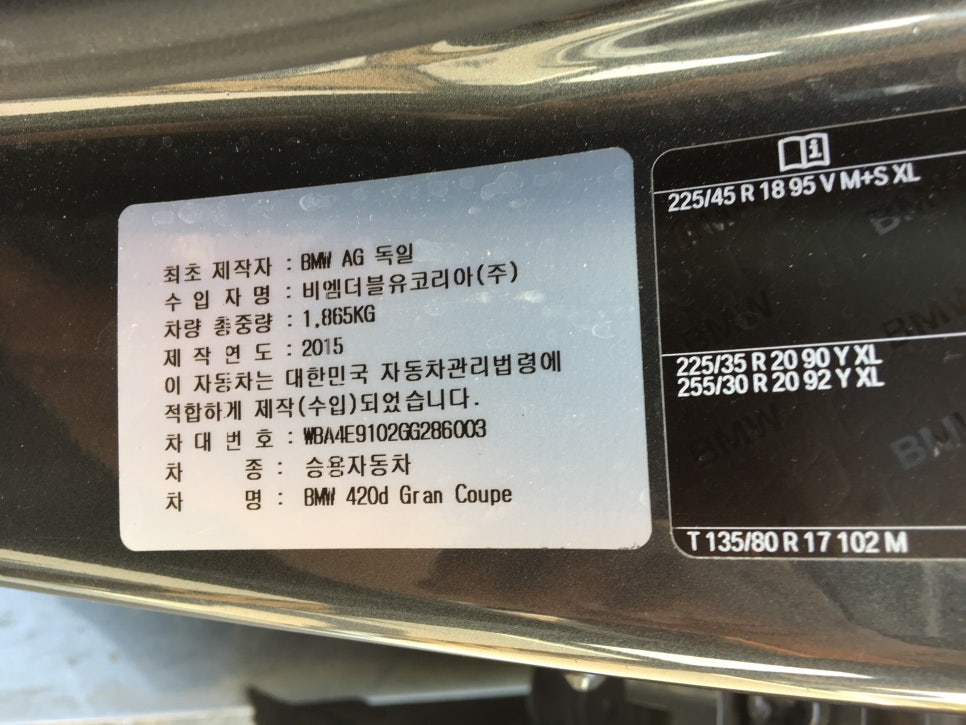 최초 제작자 : BMW AG 독일
수 입 자 명 : 비엠더블유코리아(주)
차량 총중량 : 1,865KG
제 작 연 도 : 2015
이 자동차는 대한민국 자동차관리법령에
적합하게 제작(수입)되었습니다.
차 대 번 호 : WBA4E9102GG286003
차 종 : 승용자동차
차 명 : BMW 420d Gran Coupe
225/45 R 18 95 V M+S XL
225/35 R 20 90 Y XL
255/30 R 20 92 Y XL
T 135/80 R 17 102 M
BMW
BMW
BMW
BMW
BMW